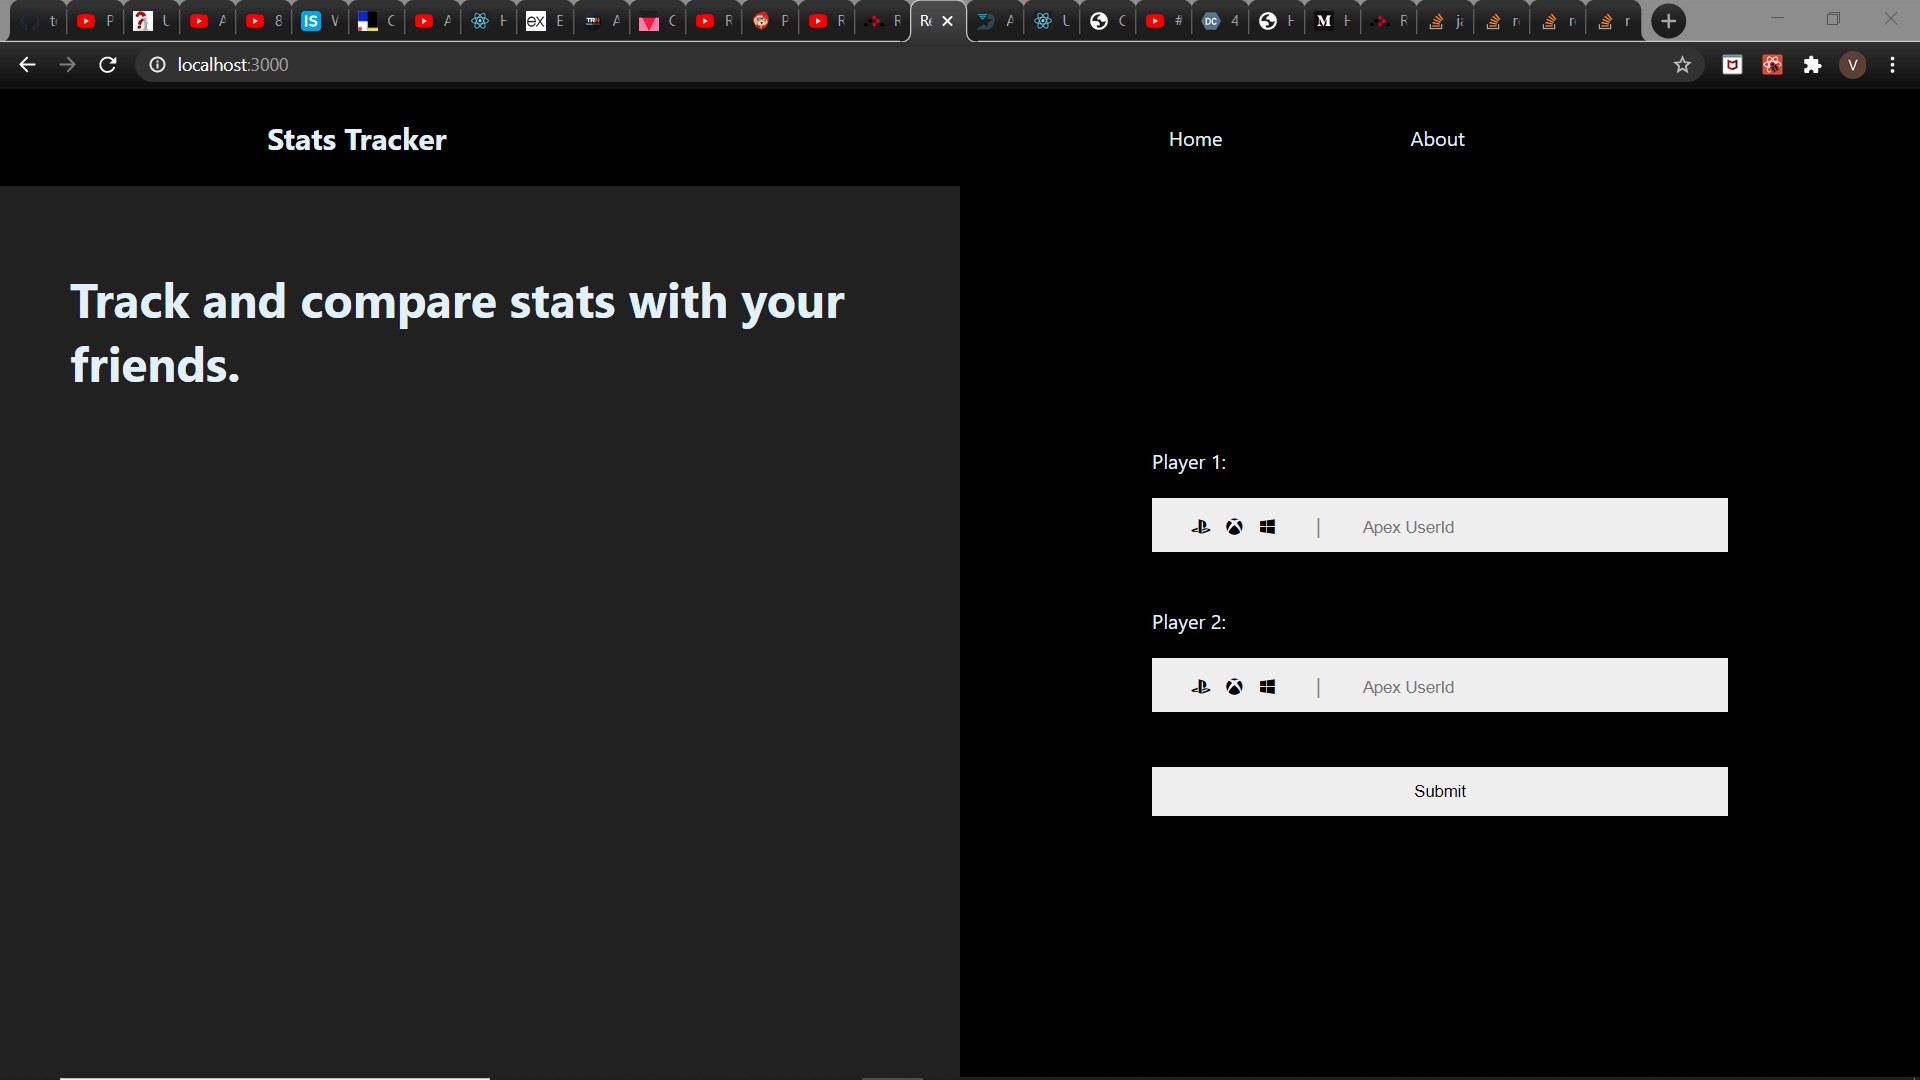 localhost:3000
V
Stats Tracker
Home
About
Track and compare stats with your
friends.
Player 1:
| Apex UserId
Player 2:
| Apex UserId
Submit